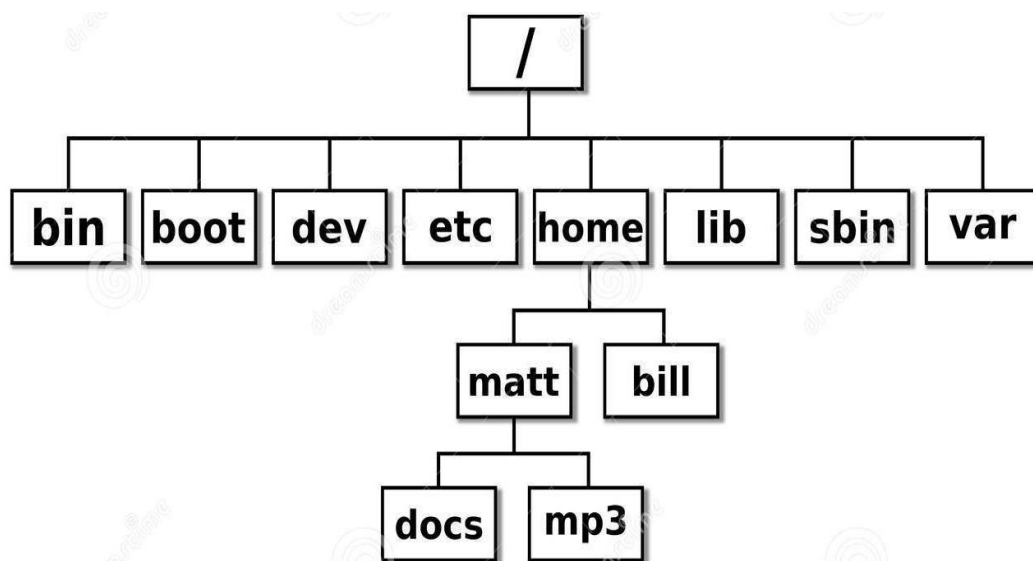 /
bin boot dev etc home lib sbin var
matt bill
docs mp3